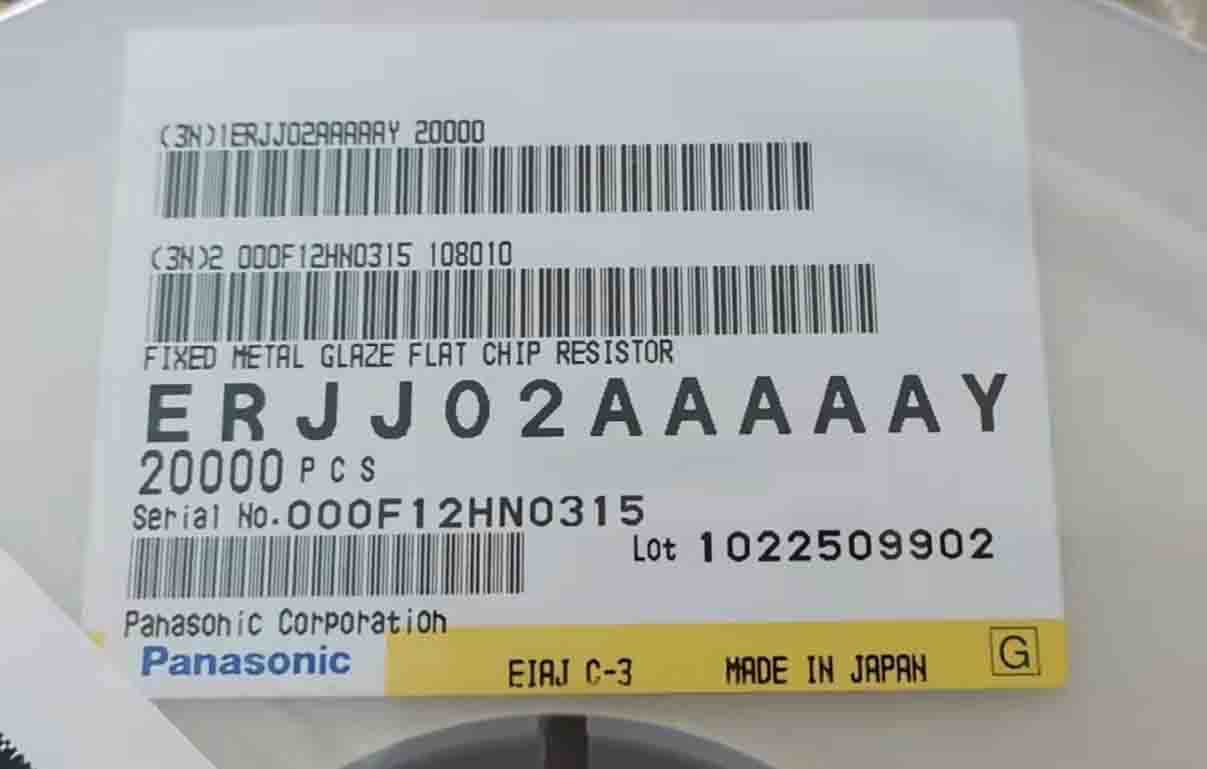 (3N)1ERJJ02AAAAAY 20000
(3N)2 000F12HN0315 108010
FIXED METAL GLAZE FLAT CHIP RESISTOR
ERJJ02AAAAAY
20000 PCS
Serial No.000F12HN0315
Lot 1022509902
Panasonic Corporation
Panasonic EIAJ C-3 MADE IN JAPAN G